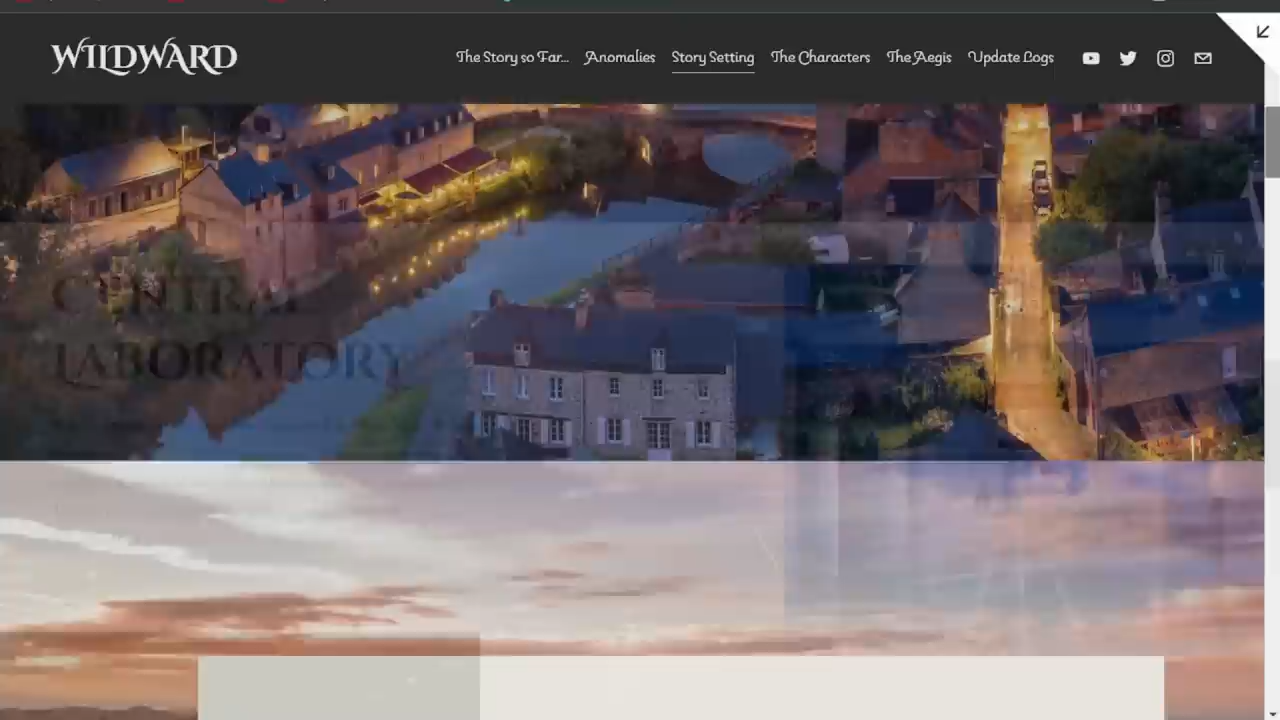 WILDWARD
The Story so Far... Anomalies Story Setting The Characters The Aegis Update Logs
CENTRAL
LABORATORY